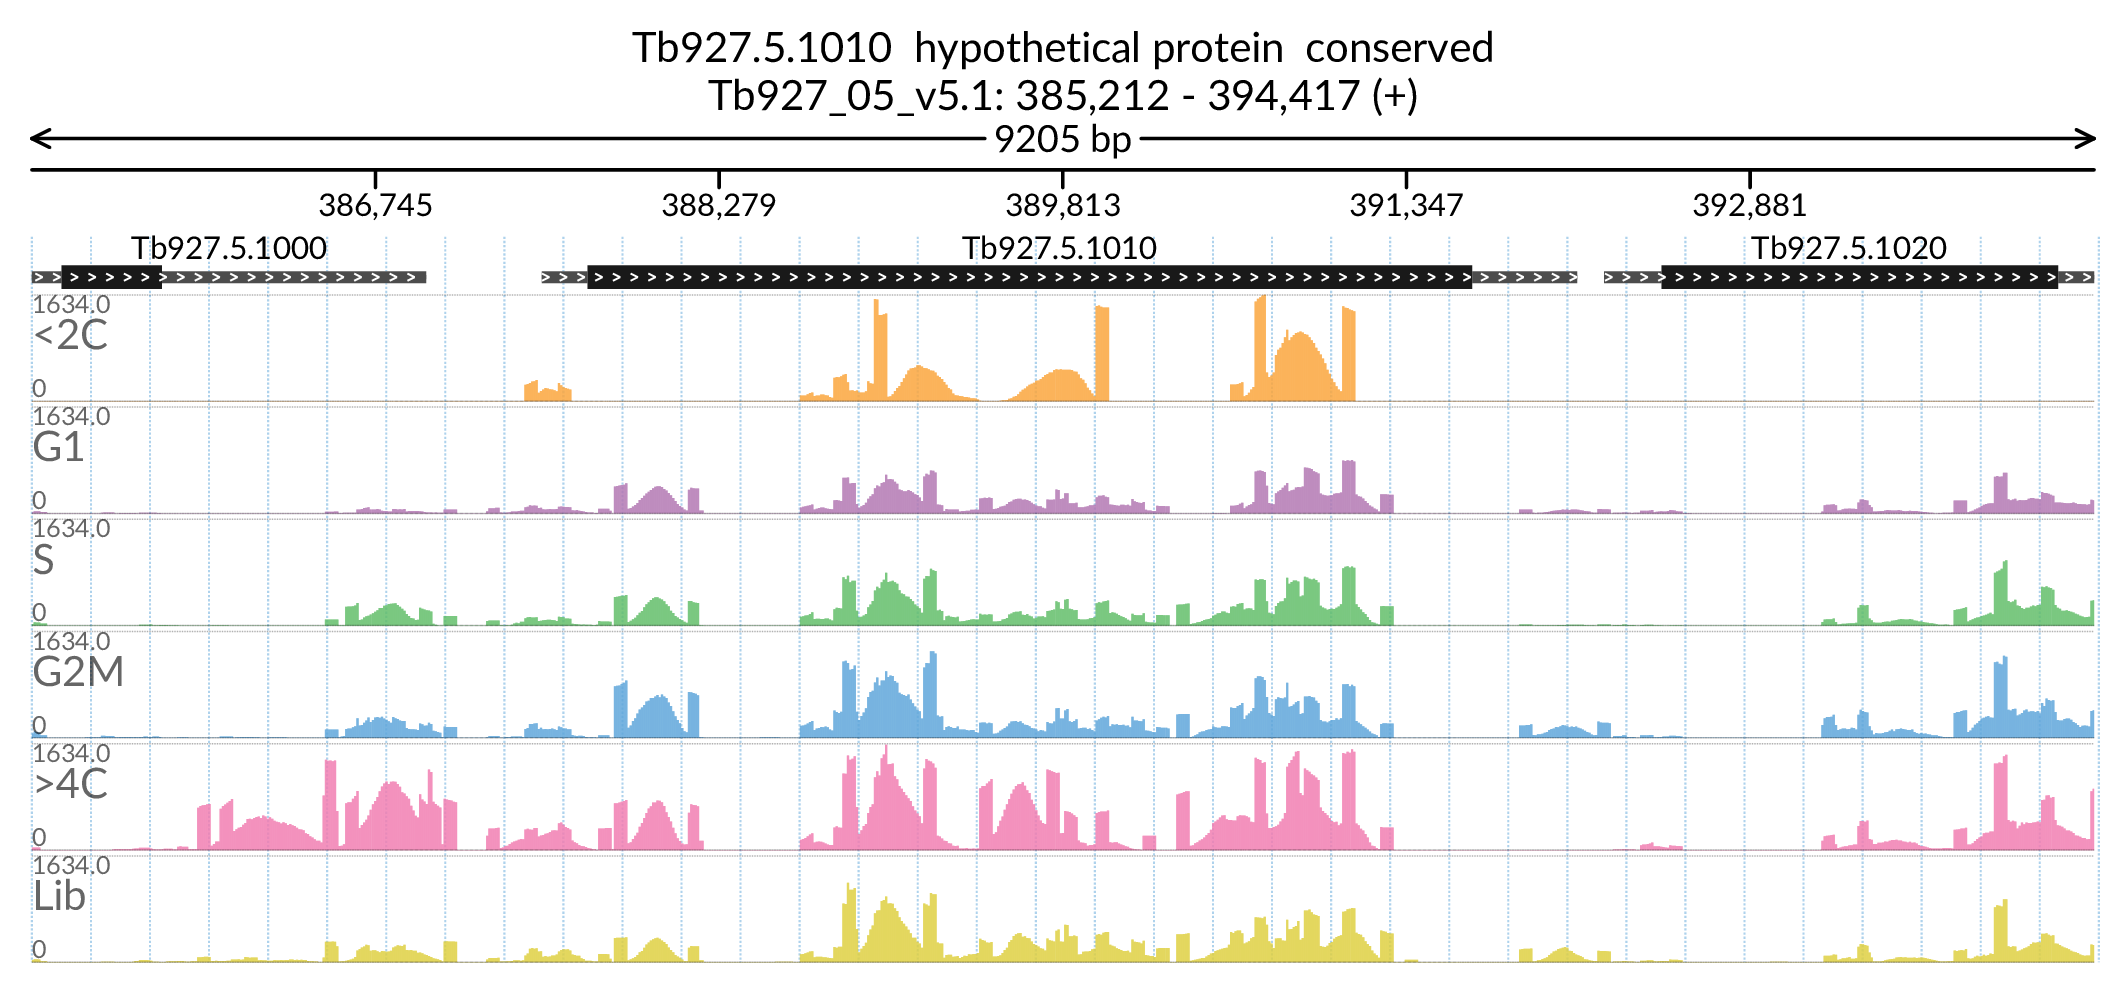 Tb927.5.1010  hypothetical protein  conserved
Tb927_05_v5.1: 385,212 - 394,417 (+)
9205 bp
386,745 388,279 389,813 391,347 392,881
Tb927.5.1000 Tb927.5.1010 Tb927.5.1020
1634.0
<2C
0
1634.0
G1
0
1634.0
S
0
1634.0
G2M
0
1634.0
>4C
0
1634.0
Lib
0